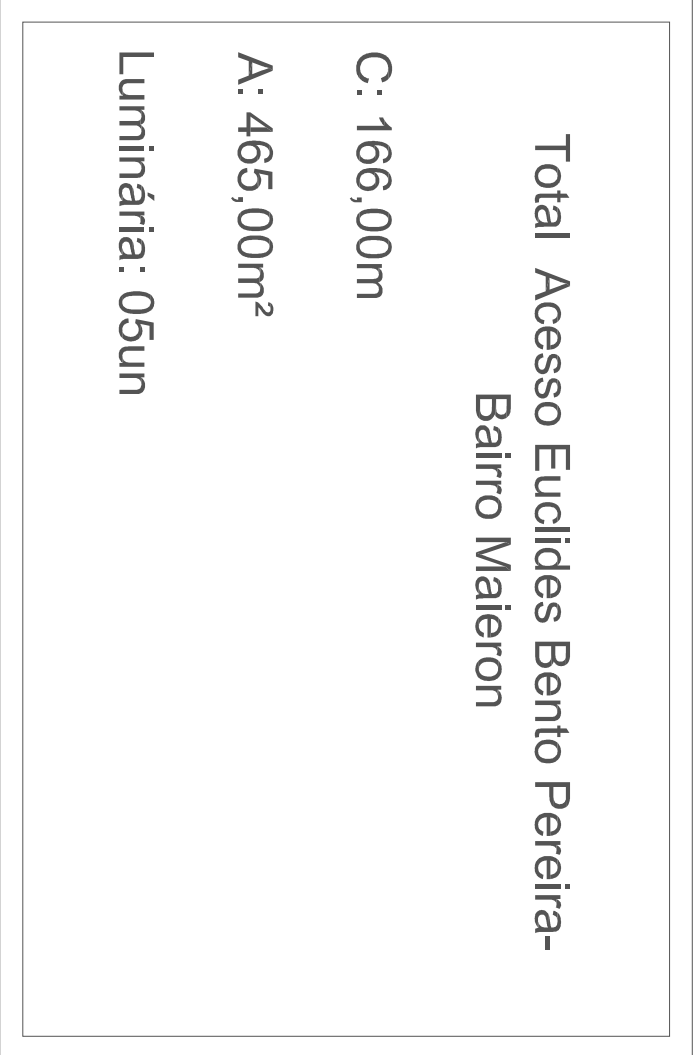 Total  Acesso Euclides Bento Pereira-
Bairro Maieron
C: 166,00m
A: 465,00m²
Luminária: 05un